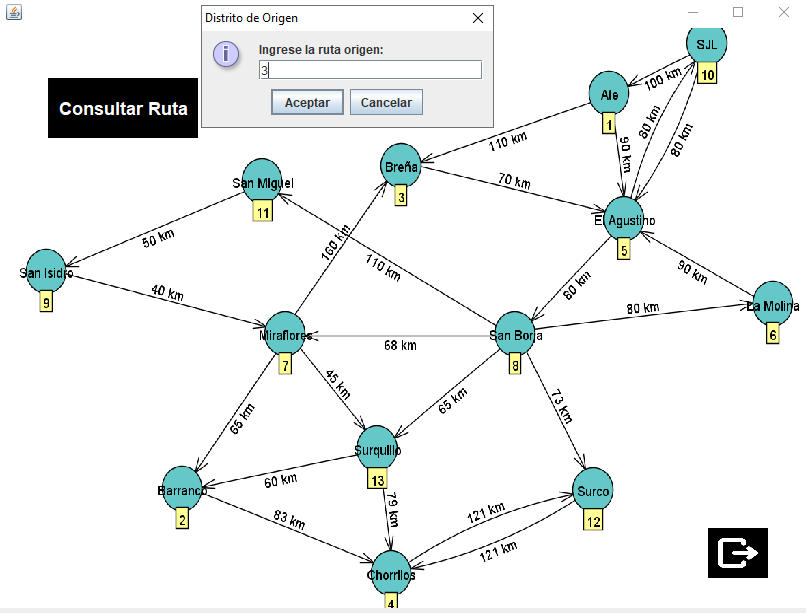 Distrito de Origen
Ingrese la ruta origen:
3
Aceptar
Cancelar
Consultar Ruta
SJL
10
100 km
Ale
1
80 km
80 km
90 km
110 km
Breña
3
70 km
San Miguel
11
El Agustino
5
50 km
160 km
110 km
San Isidro
9
40 km
80 km
90 km
La Molina
6
80 km
Miraflores
7
68 km
San Borja
8
45 km
65 km
73 km
65 km
Surquillo
13
60 km
79 km
Barranco
2
83 km
Surco
12
121 km
121 km
Chorrillos
4